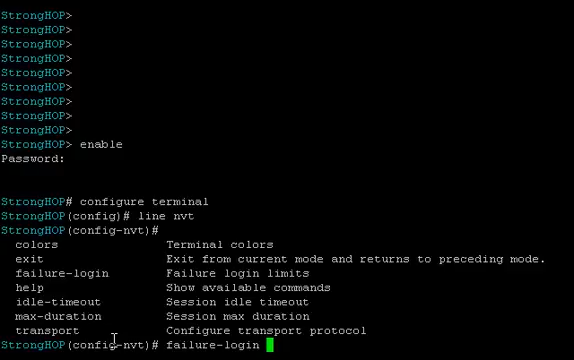 StrongHOP>
StrongHOP>
StrongHOP>
StrongHOP>
StrongHOP>
StrongHOP>
StrongHOP>
StrongHOP>
StrongHOP>
StrongHOP> enable
Password:
StrongHOP# configure terminal
StrongHOP(config)# line nvt
StrongHOP(config-nvt)#
colors Terminal colors
exit Exit from current mode and returns to preceding mode.
failure-login Failure login limits
help Show available commands
idle-timeout Session idle timeout
max-duration Session max duration
transport Configure transport protocol
StrongHOP(config-nvt)# failure-login